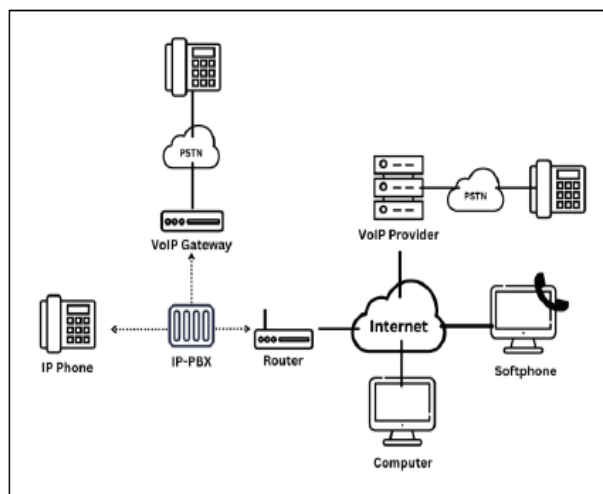 PSTN
VoIP Gateway
VoIP Provider
PSTN
IP Phone
IP-PBX
Router
Internet
Softphone
Computer